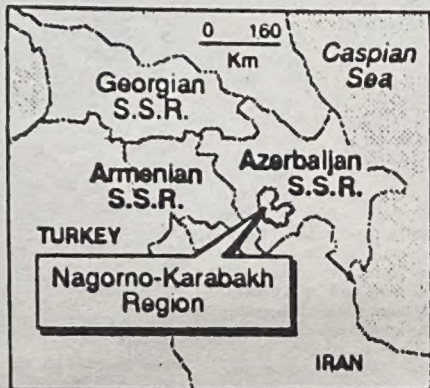 0 160
Km
Caspian
Sea
Georgian
S.S.R.
Azerbaijan
S.S.R.
Armenian
S.S.R.
TURKEY
Nagorno-Karabakh
Region
IRAN